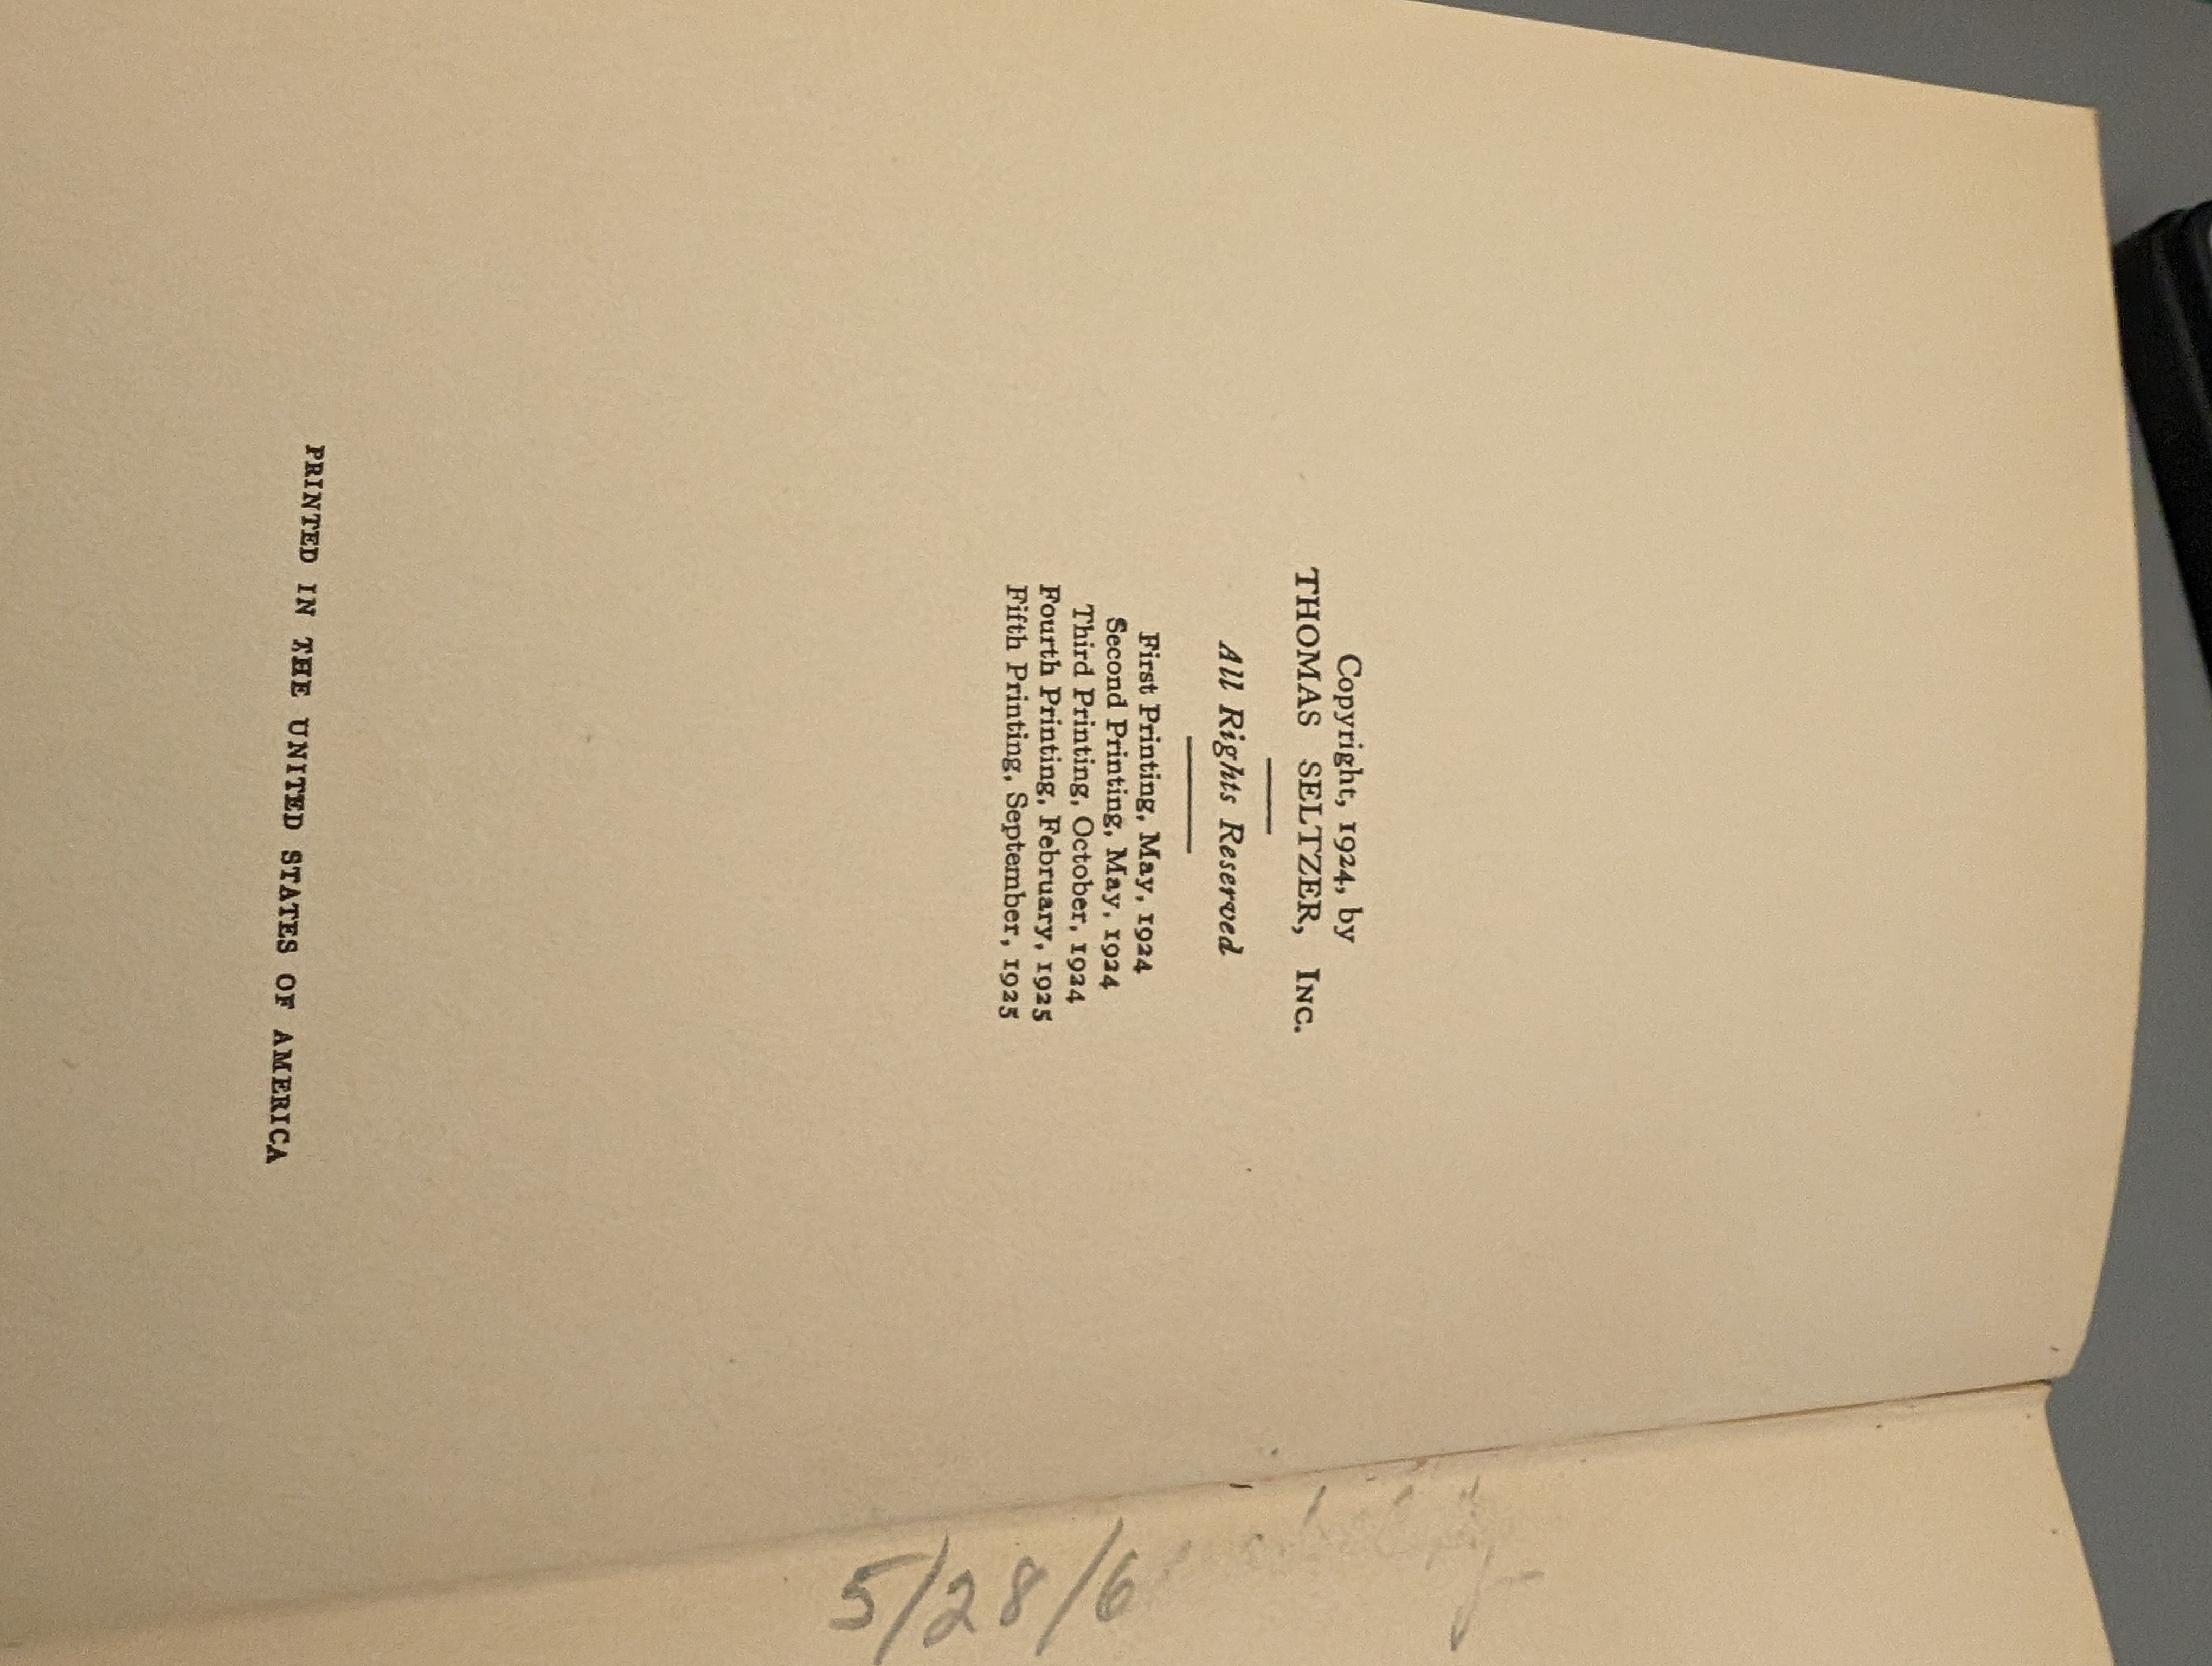 Copyright, 1924, by
THOMAS SELTZER, INC.
All Rights Reserved
First Printing, May, 1924
Second Printing, May, 1924
Third Printing, October, 1924
Fourth Printing, February, 1925
Fifth Printing, September, 1925
PRINTED IN THE UNITED STATES OF AMERICA
5/28/6